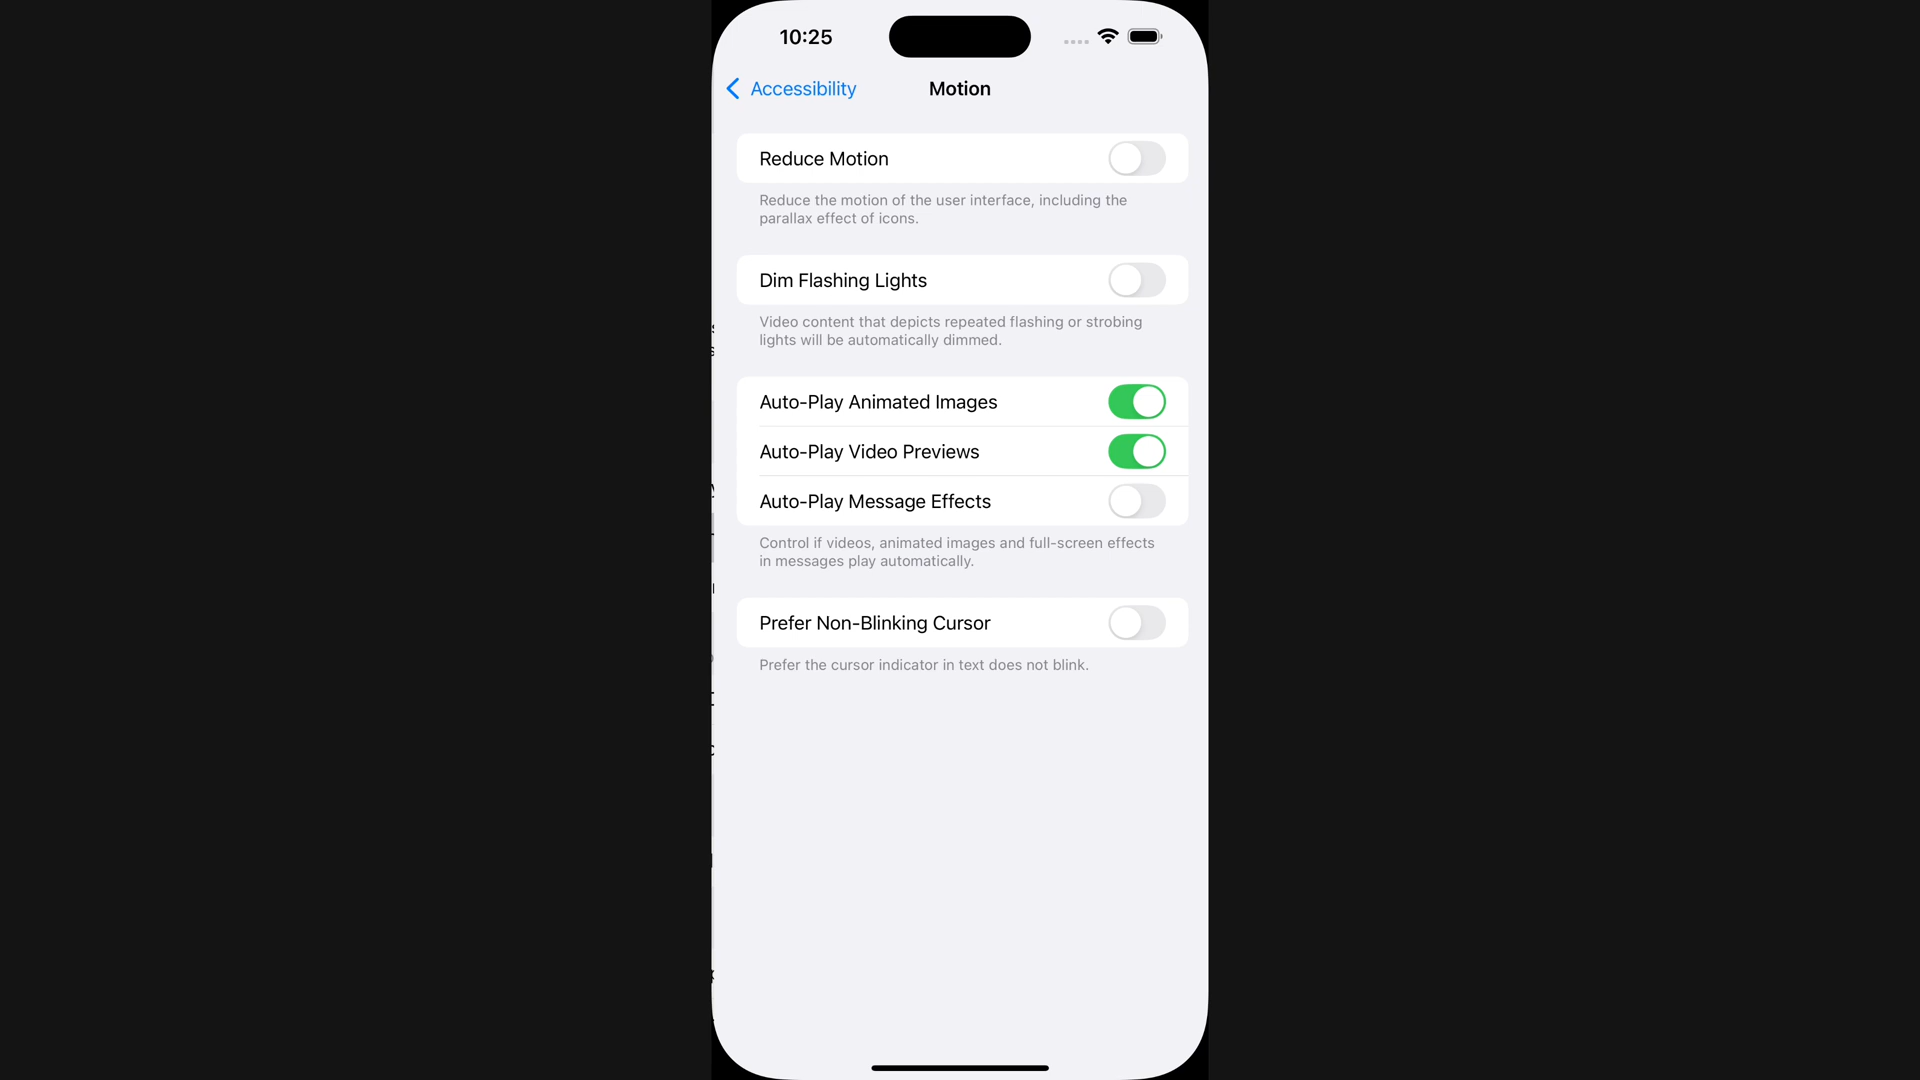 10:25
Accessibility
Motion
Reduce Motion
Reduce the motion of the user interface, including the
parallax effect of icons.
Dim Flashing Lights
Video content that depicts repeated flashing or strobing
lights will be automatically dimmed.
Auto-Play Animated Images
Auto-Play Video Previews
Auto-Play Message Effects
Control if videos, animated images and full-screen effects
in messages play automatically.
Prefer Non-Blinking Cursor
Prefer the cursor indicator in text does not blink.